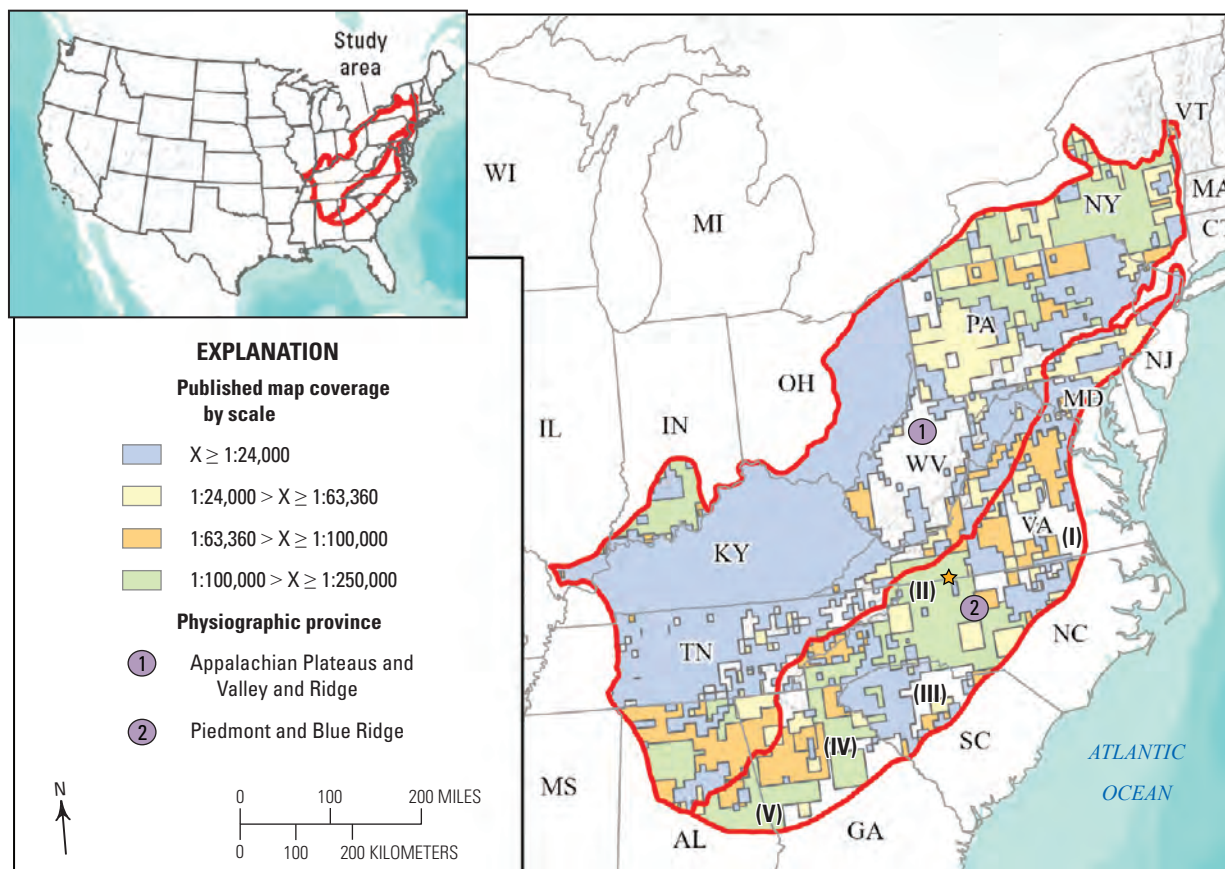 Study
area
EXPLANATION
Published map coverage
by scale
X ≥ 1:24,000
1:24,000 > X ≥ 1:63,360
1:63,360 > X ≥ 1:100,000
1:100,000 > X ≥ 1:250,000
Physiographic province
1 Appalachian Plateaus and
Valley and Ridge
2 Piedmont and Blue Ridge
N
0 100 200 MILES
0 100 200 KILOMETERS
VT
WI
MA
MI
NY
CT
PA
OH
NJ
MD
IL
IN
1
WV
VA
(I)
KY
(II)
2
NC
TN
(III)
SC
(IV)
MS
ATLANTIC
OCEAN
(V)
AL
GA